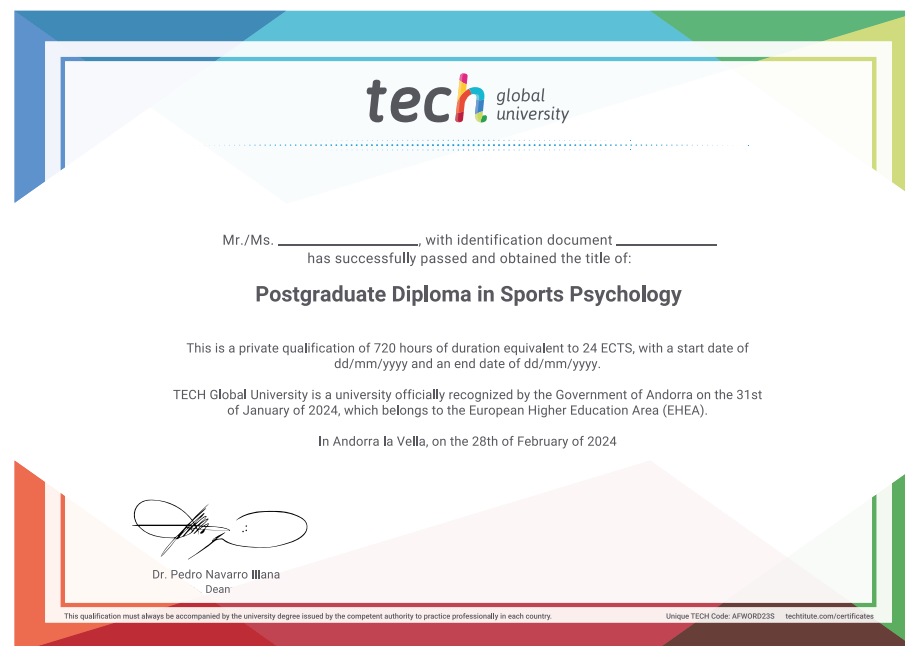 tech global
university
Mr./Ms. ____________, with identification document ____________
has successfully passed and obtained the title of:
Postgraduate Diploma in Sports Psychology
This is a private qualification of 720 hours of duration equivalent to 24 ECTS, with a start date of
dd/mm/yyyy and an end date of dd/mm/yyyy.
TECH Global University is a university officially recognized by the Government of Andorra on the 31st
of January of 2024, which belongs to the European Higher Education Area (EHEA).
In Andorra la Vella, on the 28th of February of 2024
Dr. Pedro Navarro Illana
Dean
This qualification must always be accompanied by the university degree issued by the competent authority to practice professionally in each country.
Unique TECH Code: AFWORD23S techtitute.com/certificates